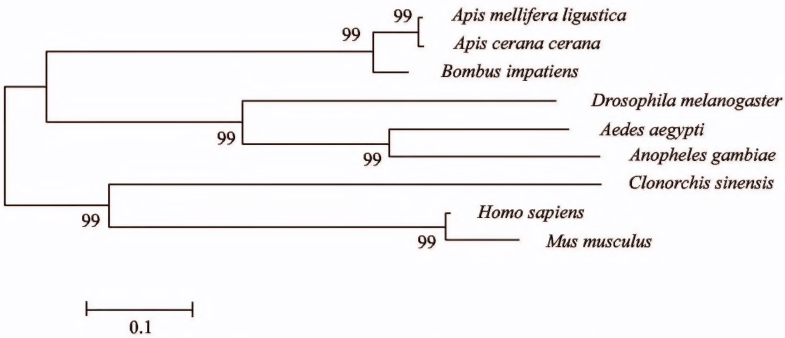 99
Apis mellifera ligustica
99
Apis cerana cerana
Bombus impatiens
Drosophila melanogaster
99
Aedes aegypti
99
Anopheles gambiae
Clonorchis sinensis
99
Homo sapiens
99
Mus musculus
0.1